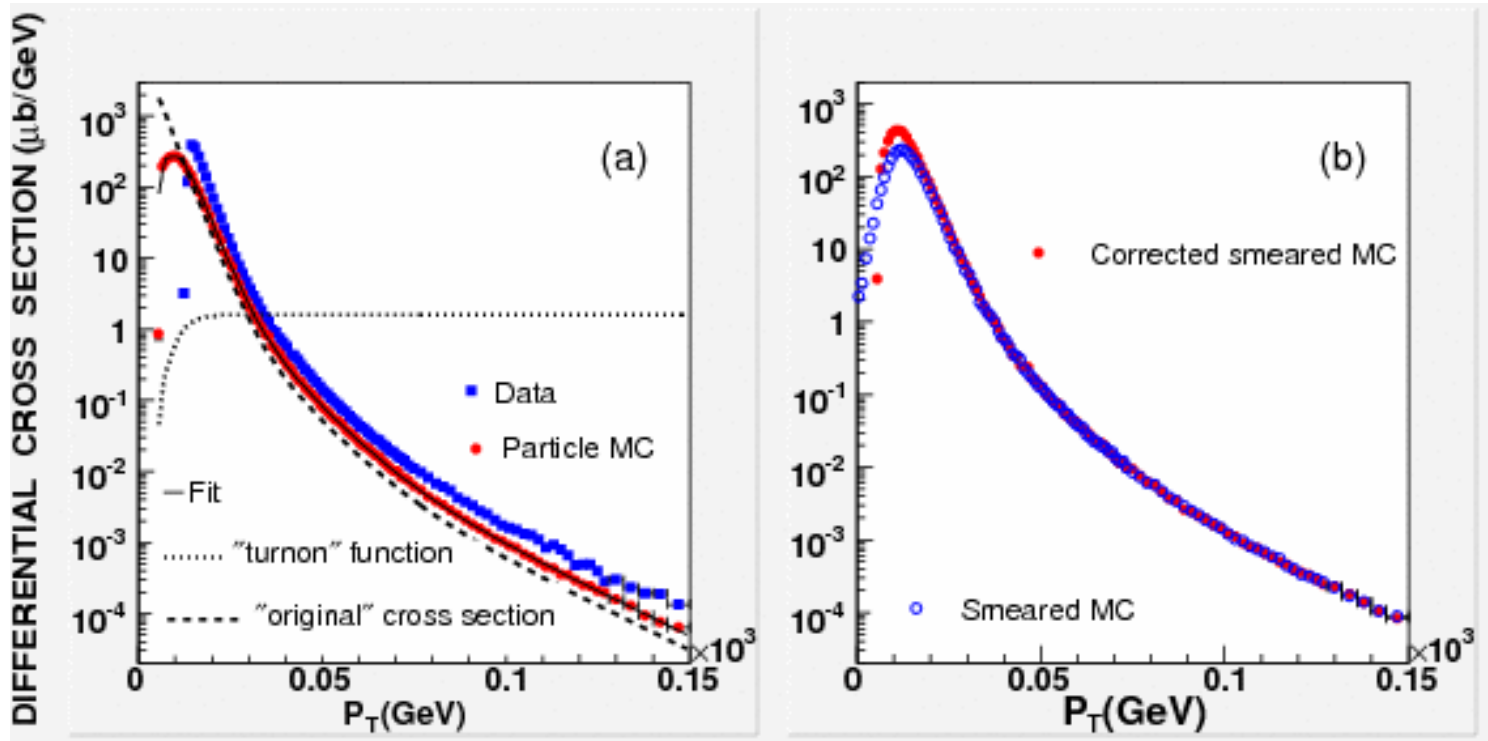 DIFFERENTIAL CROSS SECTION (μb/GeV)
(a)
10³
10²
10
1
10⁻¹
10⁻²
10⁻³
10⁻⁴
Data
Particle MC
Fit
"turnon" function
"original" cross section
0
0.05
0.1
0.15
×10³
P_T(GeV)
(b)
10³
10²
10
1
10⁻¹
10⁻²
10⁻³
10⁻⁴
Corrected smeared MC
Smeared MC
0
0.05
0.1
0.15
×10³
P_T(GeV)